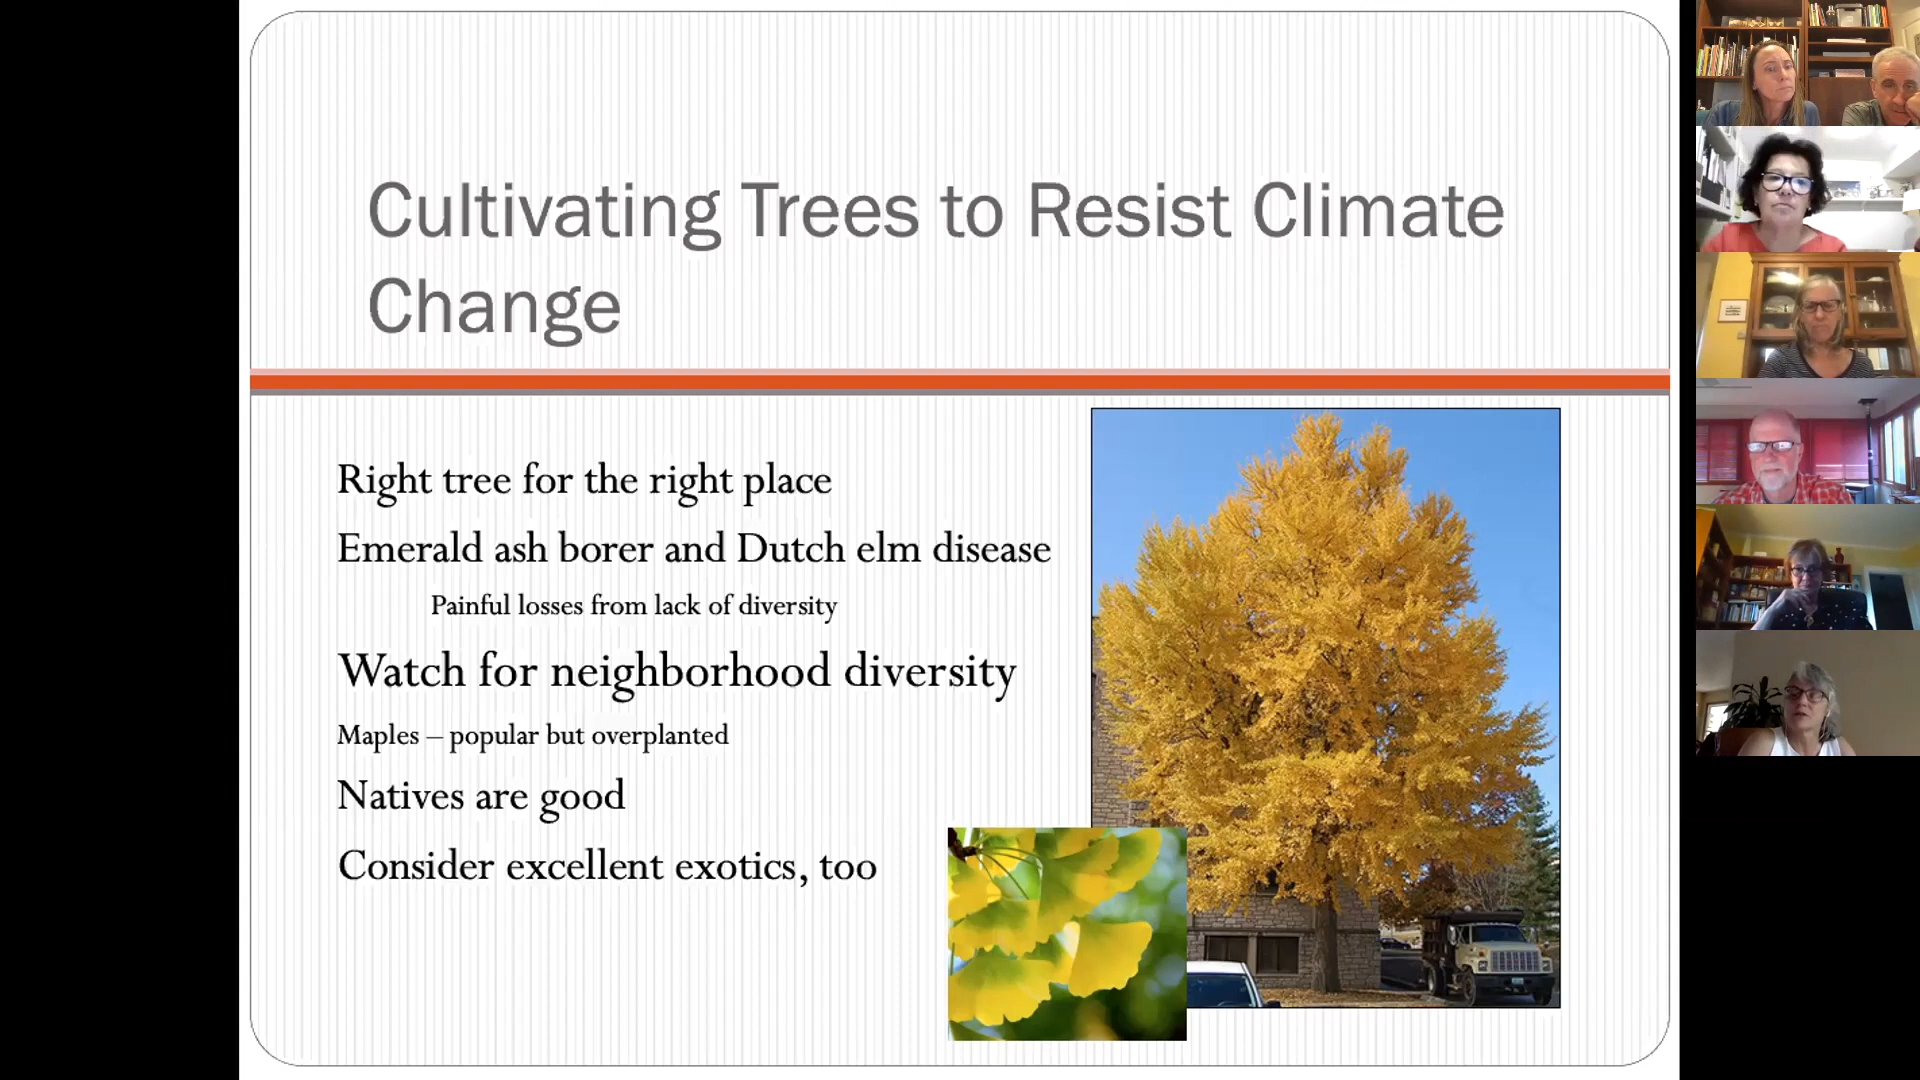 Cultivating Trees to Resist Climate
Change
Right tree for the right place
Emerald ash borer and Dutch elm disease
Painful losses from lack of diversity
Watch for neighborhood diversity
Maples – popular but overplanted
Natives are good
Consider excellent exotics, too